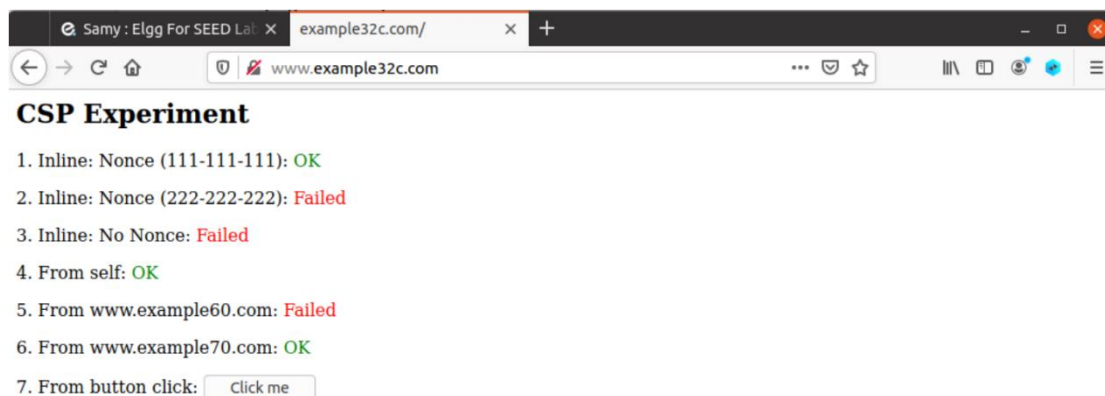 Samy : Elgg For SEED Lab example32c.com/
www.example32c.com
CSP Experiment
1. Inline: Nonce (111-111-111): OK
2. Inline: Nonce (222-222-222): Failed
3. Inline: No Nonce: Failed
4. From self: OK
5. From www.example60.com: Failed
6. From www.example70.com: OK
7. From button click: Click me